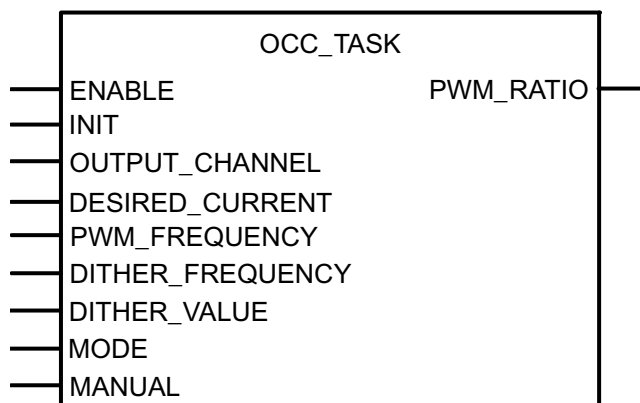 OCC_TASK
ENABLE PWM_RATIO
INIT
OUTPUT_CHANNEL
DESIRED_CURRENT
PWM_FREQUENCY
DITHER_FREQUENCY
DITHER_VALUE
MODE
MANUAL